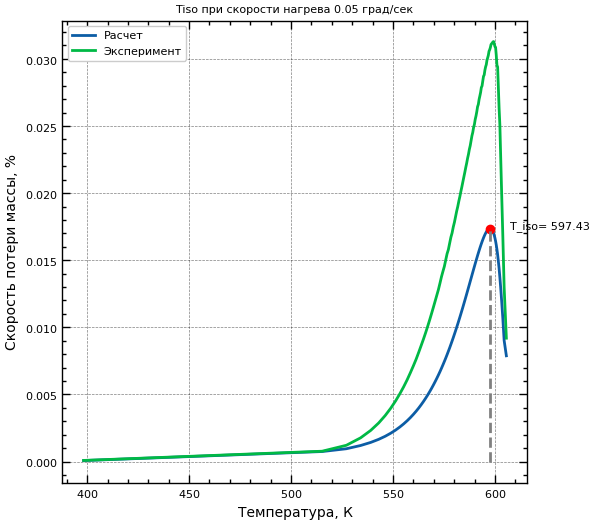 Tiso при скорости нагрева 0.05 град/сек
Расчет
Эксперимент
0.030
0.025
0.020
0.015
0.010
0.005
0.000
Скорость потери массы, %
T_iso= 597.43
400 450 500 550 600
Температура, К